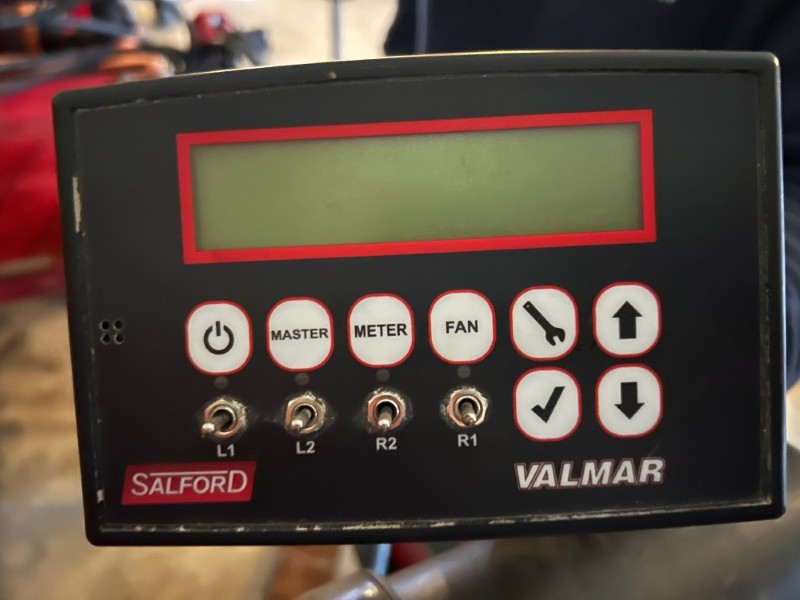 MASTER
METER
FAN
L1
L2
R2
R1
SALFORD
VALMAR